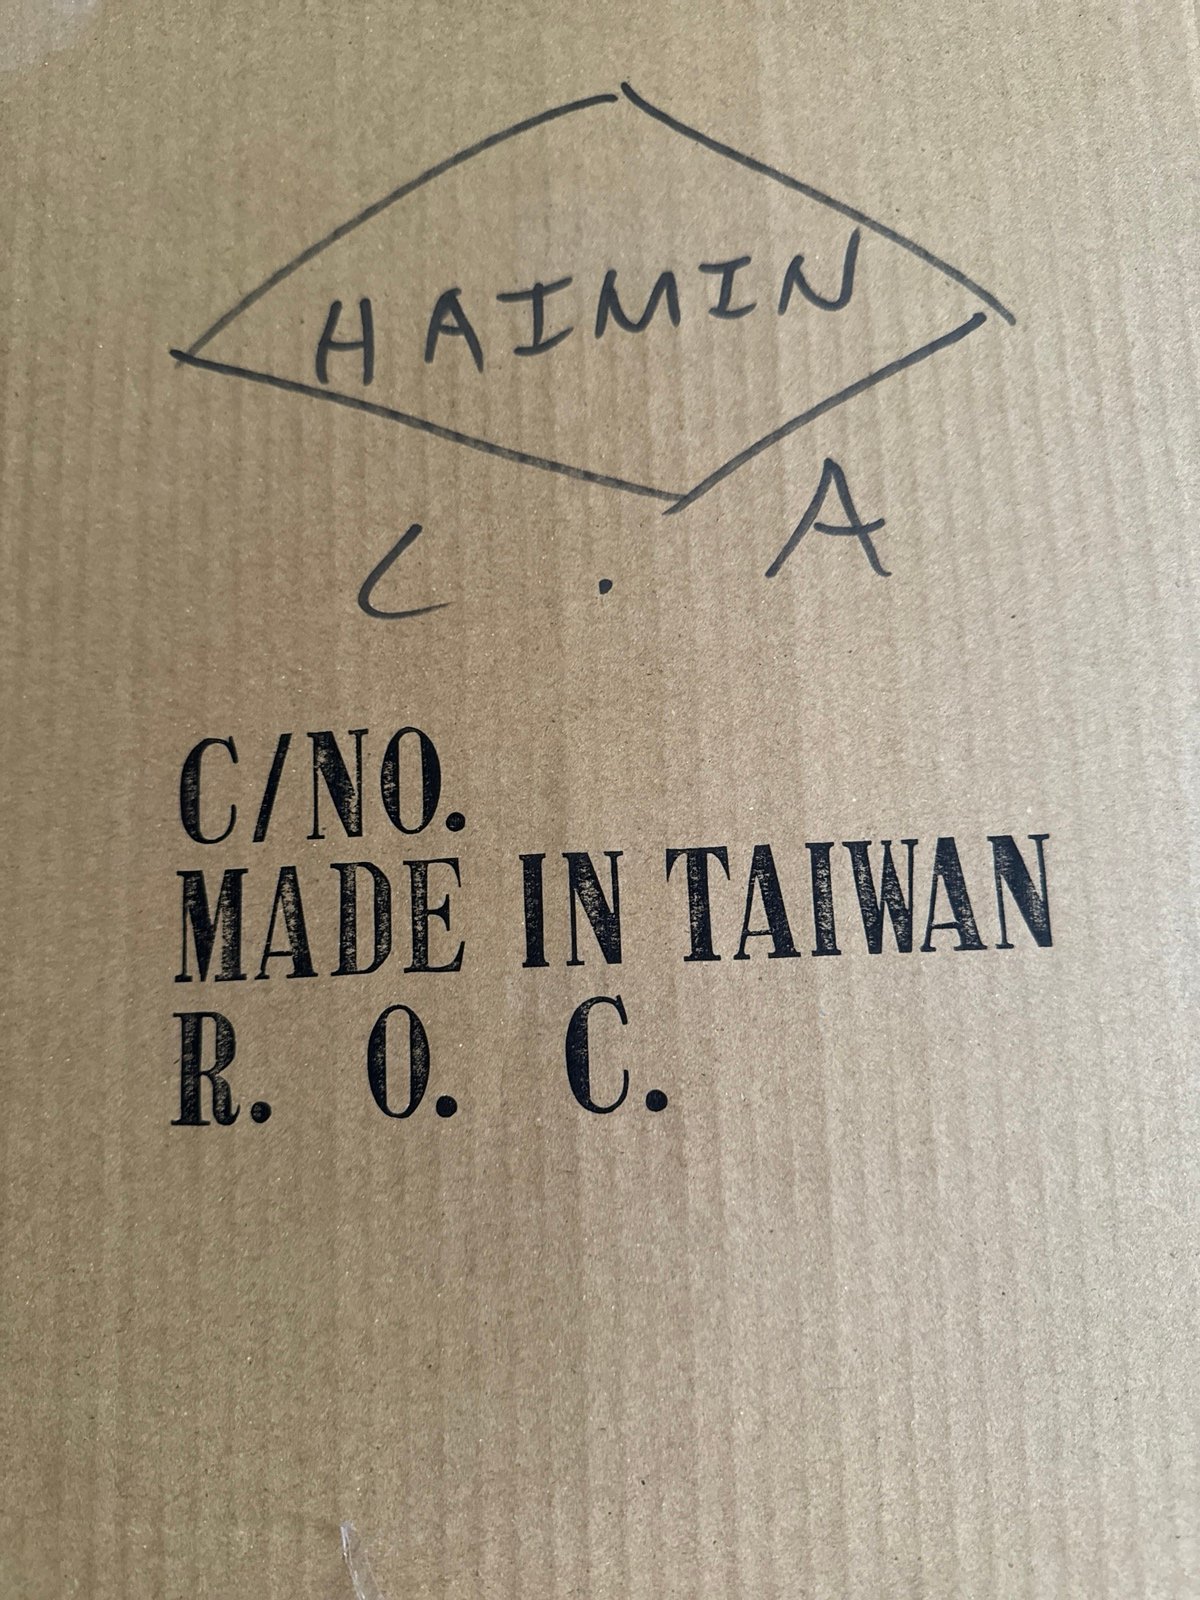 HAIMIN
C . A
C/NO.
MADE IN TAIWAN
R. O. C.